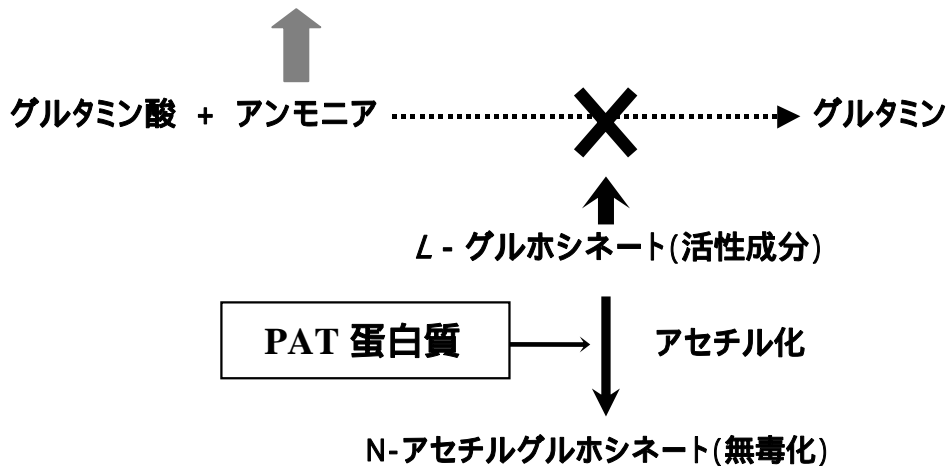 グルタミン酸 + アンモニア グルタミン
L - グルホシネート(活性成分)
PAT 蛋白質
アセチル化
N-アセチルグルホシネート(無毒化)